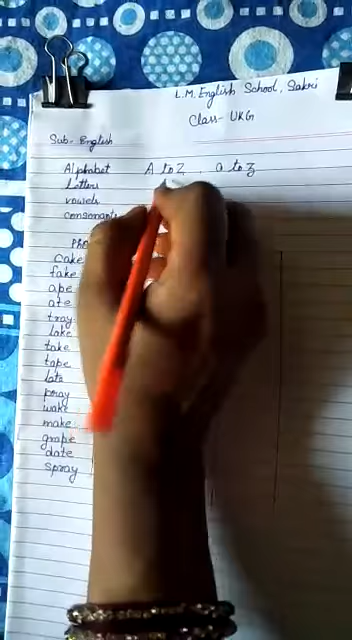 L.M. English School, Sakri
Class- UKG
Sub- English
Alphabet A to Z , a to z
Letters
vowels
consonants
cake
fake
ape
ate
tray
lake
take
tape
late
pray
wake
make
grape
date
spray